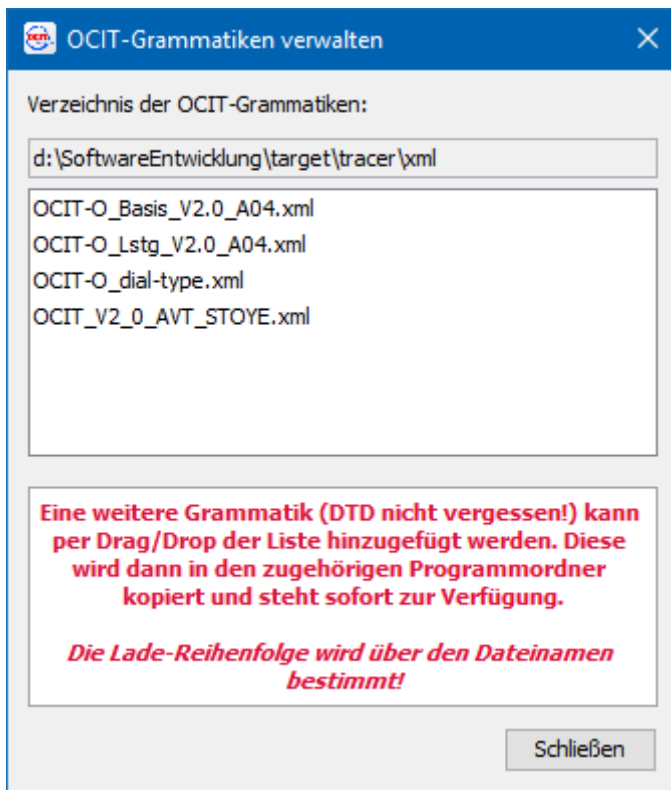 OCIT-Grammatiken verwalten
Verzeichnis der OCIT-Grammatiken:
d:\SoftwareEntwicklung\target\tracer\xml
OCIT-O_Basis_V2.0_A04.xml
OCIT-O_Lstg_V2.0_A04.xml
OCIT-O_dial-type.xml
OCIT_V2_0_AVT_STOYE.xml
Eine weitere Grammatik (DTD nicht vergessen!) kann
per Drag/Drop der Liste hinzugefügt werden. Diese
wird dann in den zugehörigen Programmordner
kopiert und steht sofort zur Verfügung.
Die Lade-Reihenfolge wird über den Dateinamen
bestimmt!
Schließen